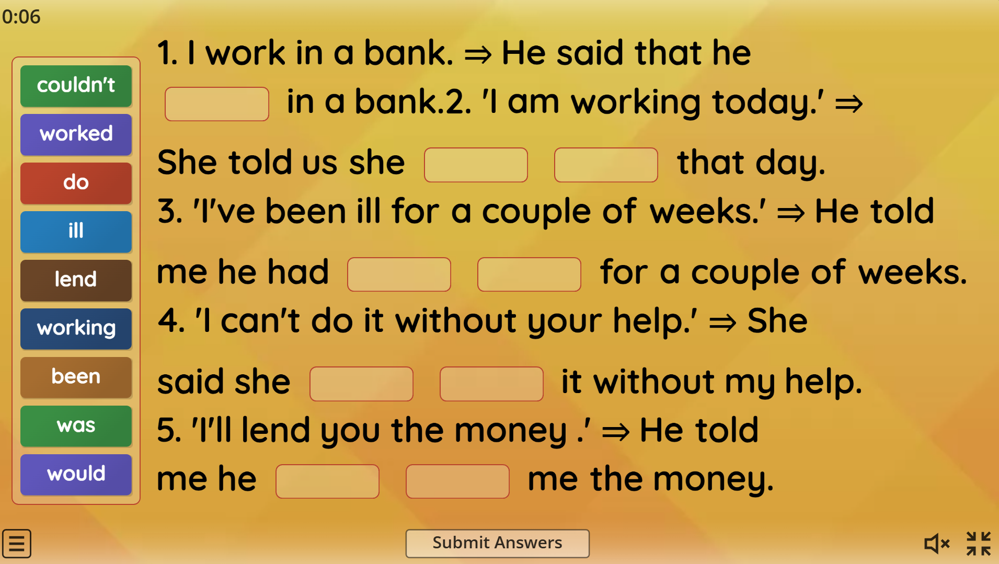 0:06
couldn't
worked
do
ill
lend
working
been
was
would
1. I work in a bank. ⇒ He said that he
in a bank.2. 'I am working today.' ⇒
She told us she that day.
3. 'I've been ill for a couple of weeks.' ⇒ He told
me he had for a couple of weeks.
4. 'I can't do it without your help.' ⇒ She
said she it without my help.
5. 'I'll lend you the money .' ⇒ He told
me he me the money.
Submit Answers